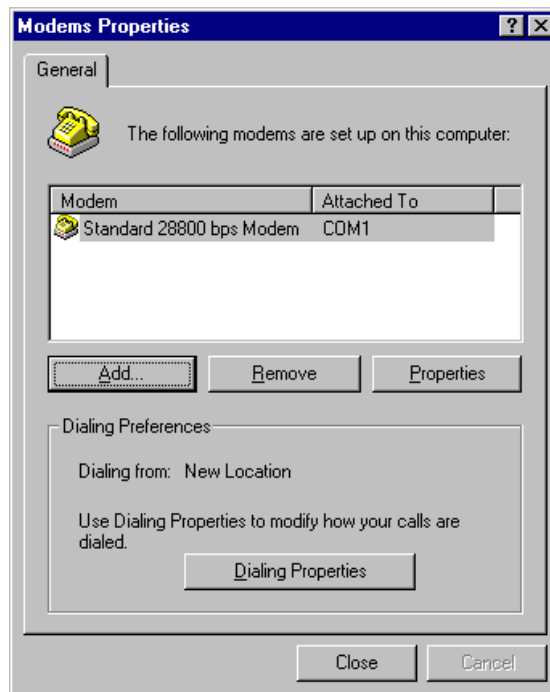 Modems Properties
General
The following modems are set up on this computer:
Modem Attached To
Standard 28800 bps Modem COM1
Add... Remove Properties
Dialing Preferences
Dialing from: New Location
Use Dialing Properties to modify how your calls are
dialed.
Dialing Properties
Close Cancel